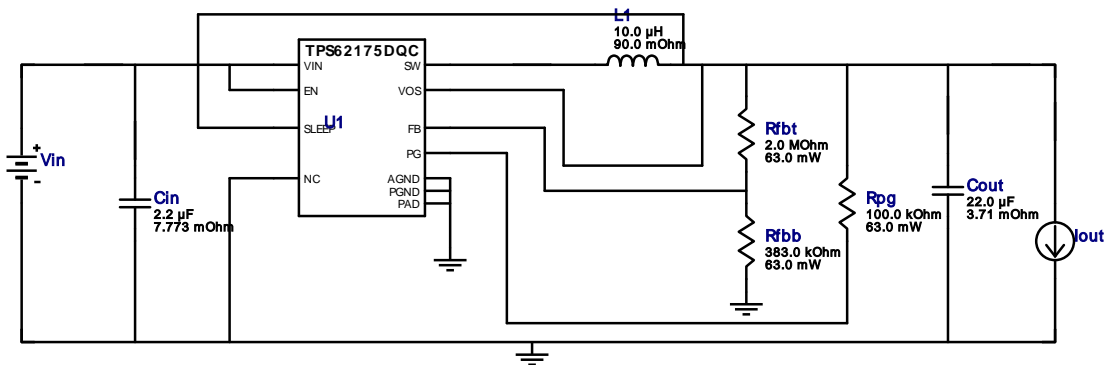 L1
10.0 µH
90.0 mOhm
TPS62175DQC
VIN
SW
EN
VOS
SLEEP
U1
FB
PG
NC
AGND
PGND
PAD
+
Vin
-
Cin
2.2 µF
7.773 mOhm
Rfbt
2.0 MOhm
63.0 mW
Rfbb
383.0 kOhm
63.0 mW
Rpg
100.0 kOhm
63.0 mW
Cout
22.0 µF
3.71 mOhm
Iout